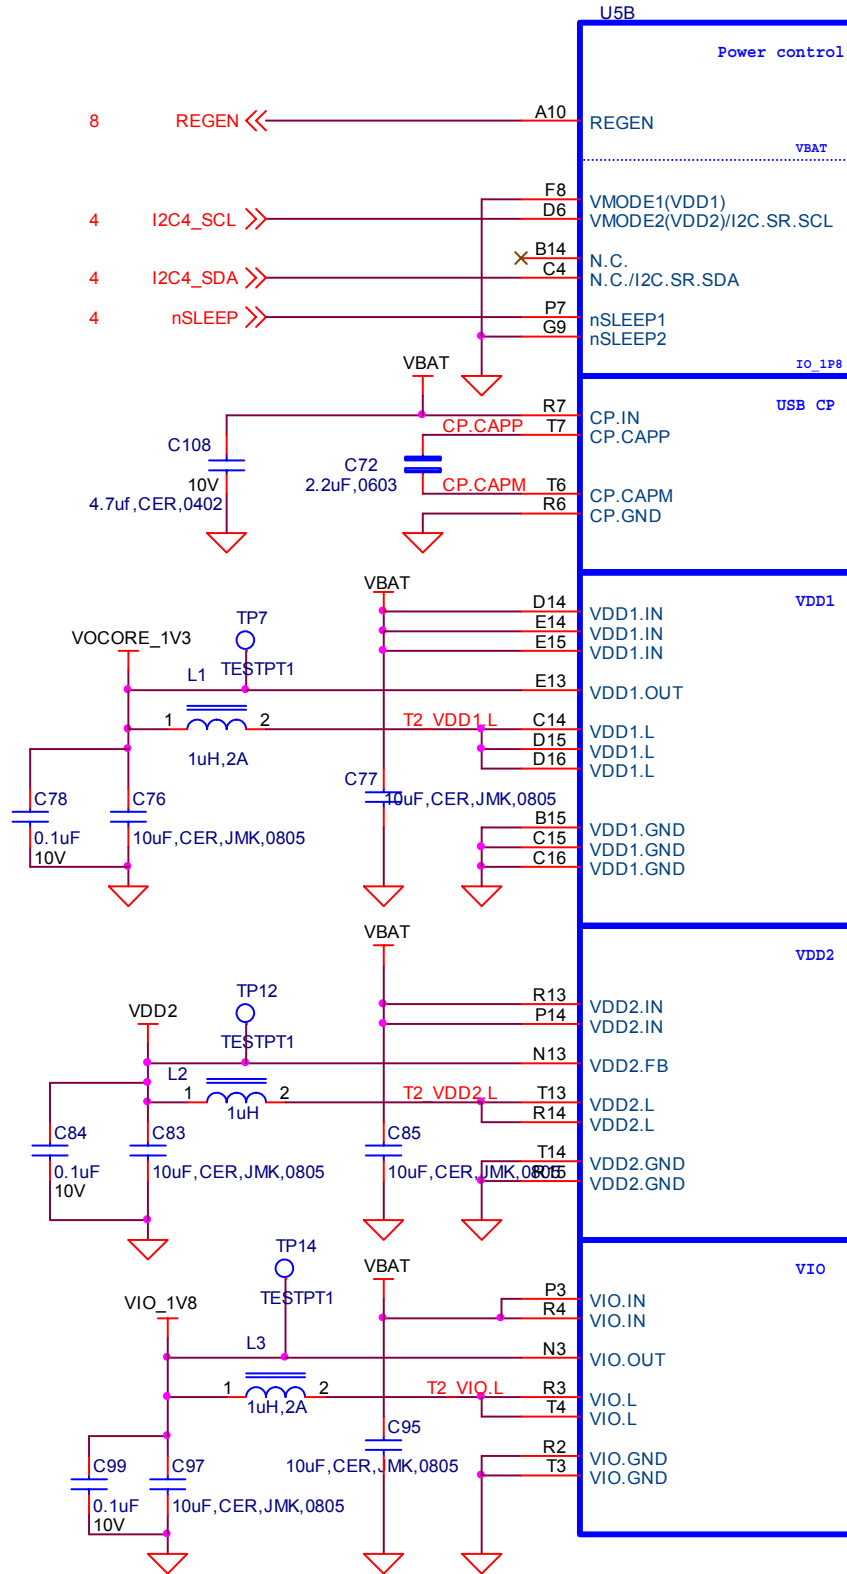 U5B
Power control
8 REGEN A10 REGEN
VBAT
F8 VMODE1(VDD1)
4 I2C4_SCL D6 VMODE2(VDD2)/I2C.SR.SCL
B14 N.C.
4 I2C4_SDA C4 N.C./I2C.SR.SDA
4 nSLEEP P7 nSLEEP1
G9 nSLEEP2
IO_1P8
VBAT
USB CP
R7 CP.IN
CP.CAPP T7 CP.CAPP
C108
C72
10V
2.2uF,0603
4.7uf,CER,0402
CP.CAPM T6 CP.CAPM
R6 CP.GND
VBAT
VDD1
D14 VDD1.IN
TP7
E14 VDD1.IN
VOCORE_1V3
E15 VDD1.IN
TESTPT1
L1
E13 VDD1.OUT
1 2 T2_VDD1.L C14 VDD1.L
D15 VDD1.L
1uH,2A
D16 VDD1.L
C77
C78 C76
10uF,CER,JMK,0805
B15 VDD1.GND
0.1uF 10uF,CER,JMK,0805
C15 VDD1.GND
10V
C16 VDD1.GND
VBAT
VDD2
TP12
R13 VDD2.IN
VDD2
P14 VDD2.IN
TESTPT1
N13 VDD2.FB
L2
1 2 T2_VDD2.L T13 VDD2.L
1uH
R14 VDD2.L
C84 C83 C85
T14 VDD2.GND
0.1uF 10uF,CER,JMK,0805 10uF,CER,JMK,0805
R15 VDD2.GND
10V
TP14
VBAT
VIO
P3 VIO.IN
TESTPT1
VIO_1V8
R4 VIO.IN
L3
N3 VIO.OUT
1 2 T2_VIO.L R3 VIO.L
1uH,2A
T4 VIO.L
C95
R2 VIO.GND
C99 C97 10uF,CER,JMK,0805
T3 VIO.GND
0.1uF 10uF,CER,JMK,0805
10V